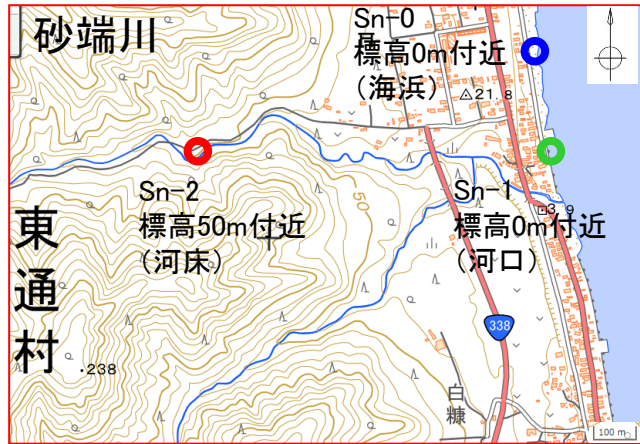 砂端川
Sn-0
標高0m付近
(海浜)
21.8
Sn-2
標高50m付近
(河床)
50
Sn-1
標高0m付近
(河口)
3.9
東通村
238
338
白糠
100 m